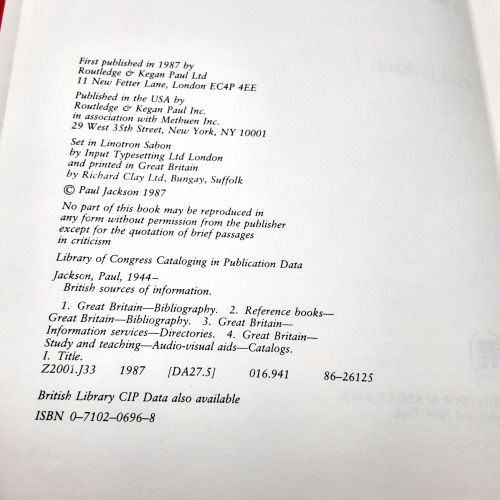 First published in 1987 by
Routledge & Kegan Paul Ltd
11 New Fetter Lane, London EC4P 4EE
Published in the USA by
Routledge & Kegan Paul Inc.
in association with Methuen Inc.
29 West 35th Street, New York, NY 10001
Set in Linotron Sabon
by Input Typesetting Ltd London
and printed in Great Britain
by Richard Clay Ltd, Bungay, Suffolk
© Paul Jackson 1987
No part of this book may be reproduced in
any form without permission from the publisher
except for the quotation of brief passages
in criticism
Library of Congress Cataloging in Publication Data
Jackson, Paul, 1944–
British sources of information.
1. Great Britain—Bibliography. 2. Reference books—
Great Britain—Bibliography. 3. Great Britain—
Information services—Directories. 4. Great Britain—
Study and teaching—Audio-visual aids—Catalogs.
I. Title.
Z2001.J33 1987 [DA27.5] 016.941 86–26125
British Library CIP Data also available
ISBN 0–7102–0696–8